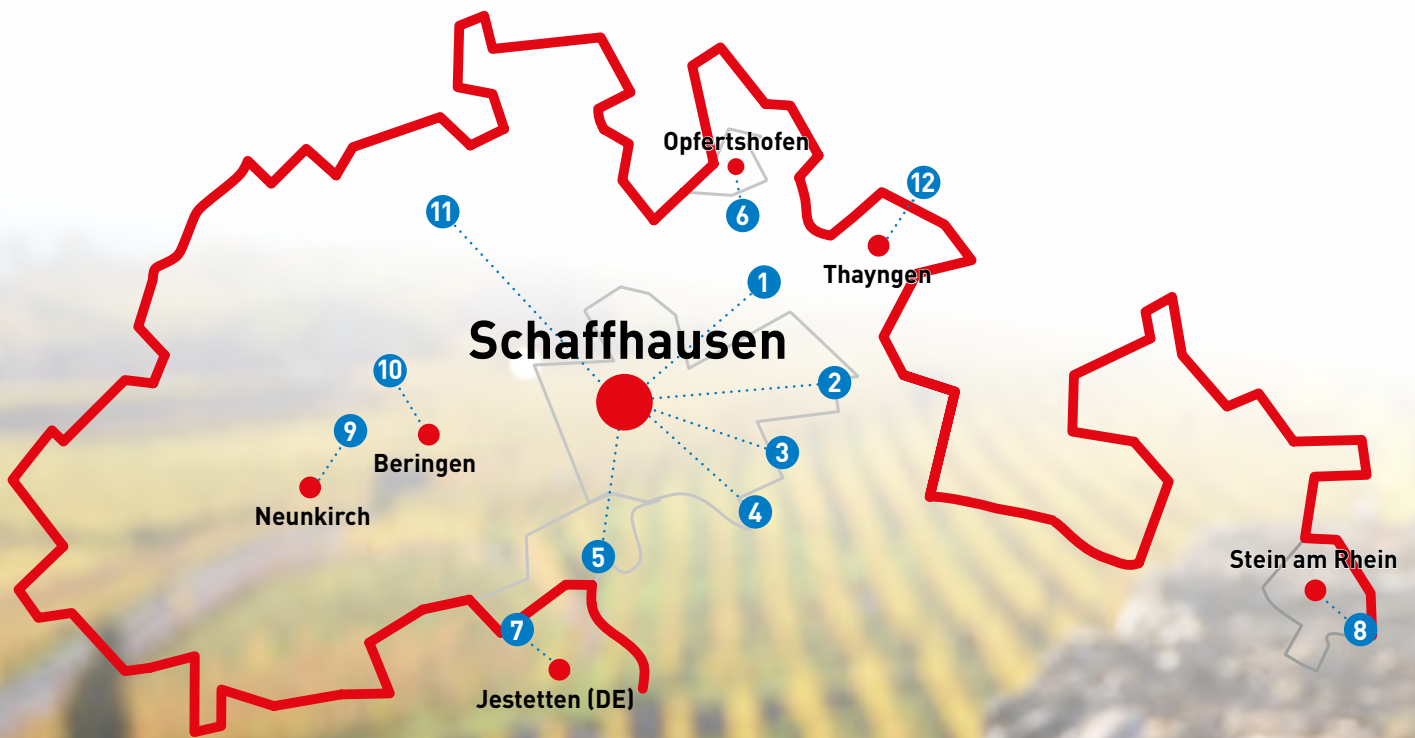 Opfertshofen
12
11
6
Thayngen
1
Schaffhausen
10
2
9
3
Beringen
Neunkirch
4
5
Stein am Rhein
7
8
Jestetten (DE)